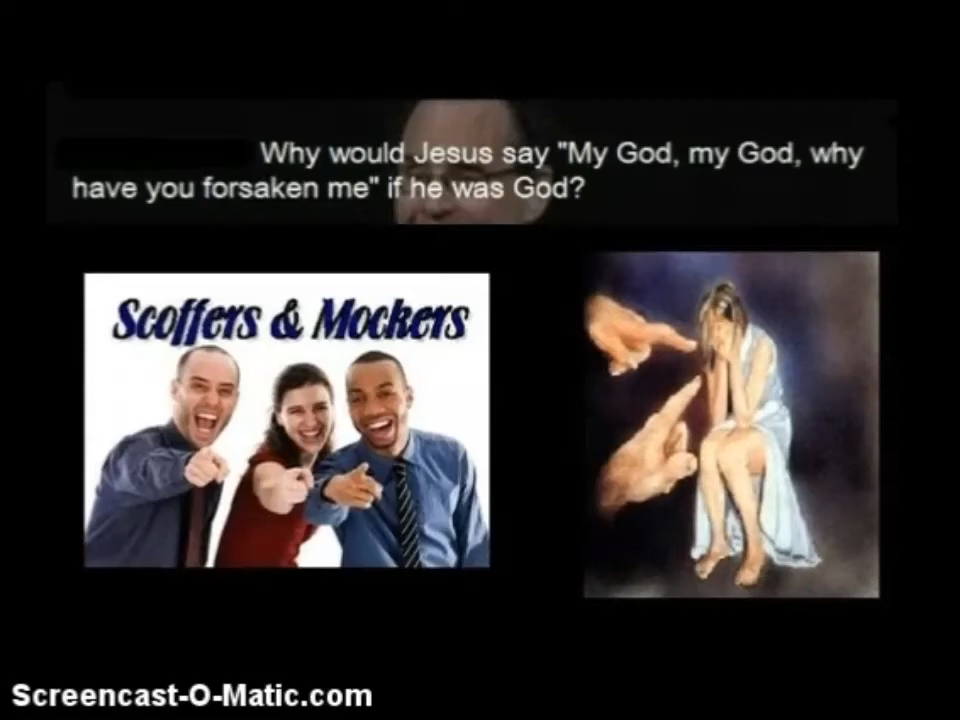 Why would Jesus say "My God, my God, why
have you forsaken me" if he was God?
Scoffers & Mockers
Screencast-O-Matic.com